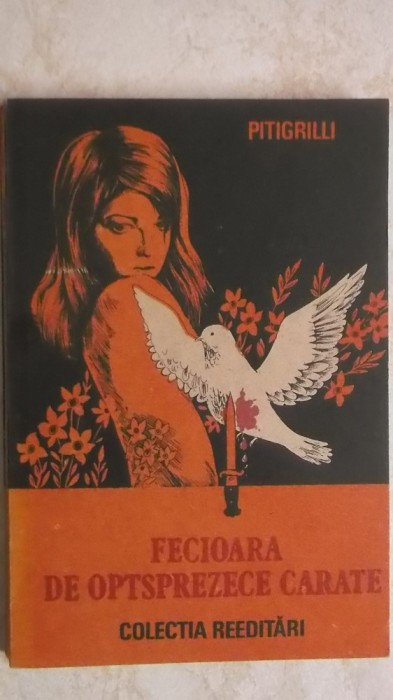 PITIGRILLI
FECIOARA
DE OPTSPREZECE CARATE
COLECTIA REEDITĂRI